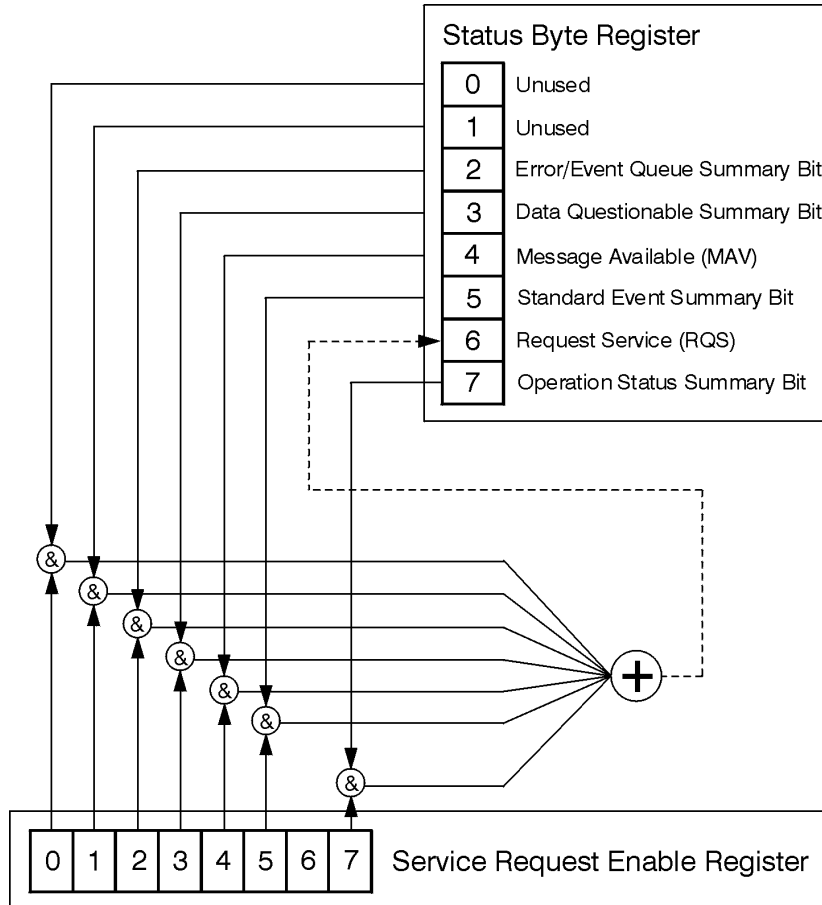 Status Byte Register
0 Unused
1 Unused
2 Error/Event Queue Summary Bit
3 Data Questionable Summary Bit
4 Message Available (MAV)
5 Standard Event Summary Bit
6 Request Service (RQS)
7 Operation Status Summary Bit
&
&
&
&
&
&
+
&
0 1 2 3 4 5 6 7 Service Request Enable Register